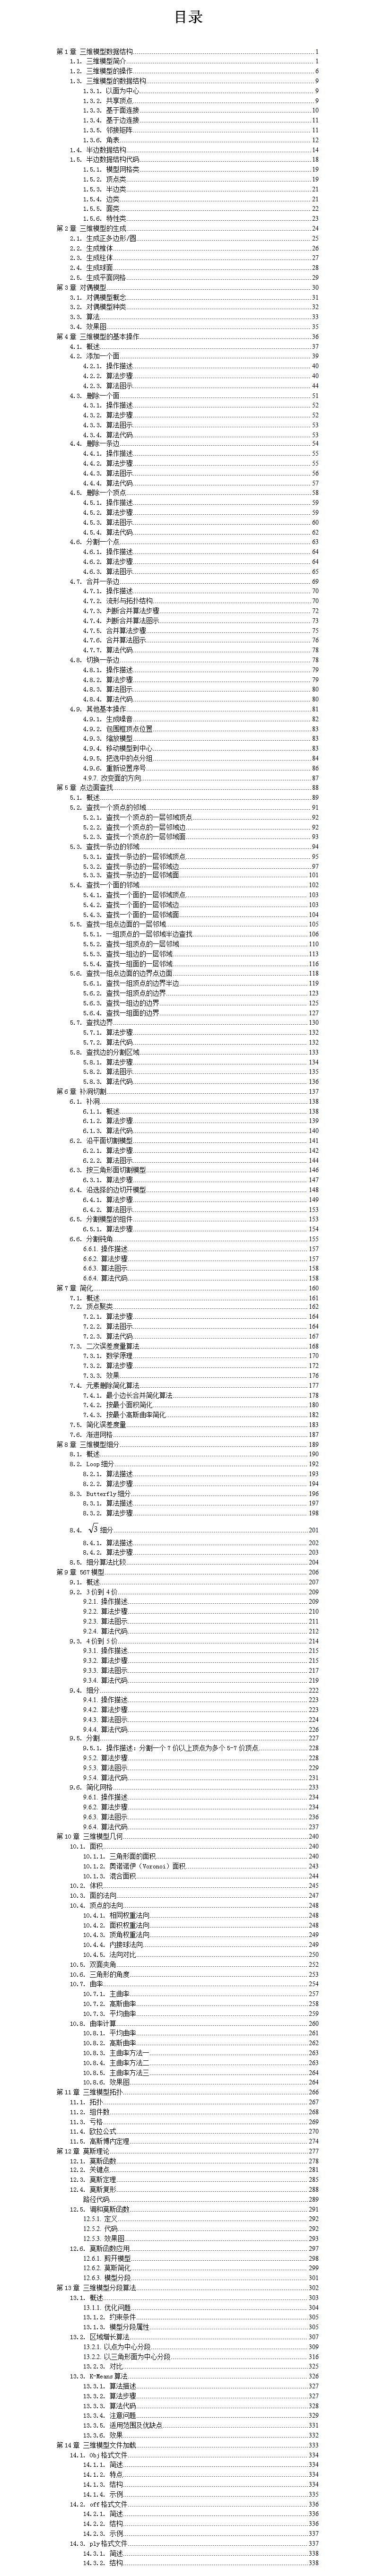 目录
第 1 章 三维模型数据结构 1
1.1. 三维模型简介 1
1.2. 三维模型的操作 6
1.3. 三维模型的数据结构 9
1.3.1. 以面为中心 9
1.3.2. 共享顶点 9
1.3.3. 基于面连接 10
1.3.4. 基于边连接 11
1.3.5. 邻接矩阵 11
1.3.6. 角表 12
1.4. 半边数据结构 14
1.5. 半边数据结构代码 18
1.5.1. 模型网格类 19
1.5.2. 顶点类 19
1.5.3. 半边类 21
1.5.4. 边类 21
1.5.5. 面类 22
1.5.6. 特性类 23
第 2 章 三维模型的生成 24
2.1. 生成正多边形/圆 25
2.2. 生成椎体 26
2.3. 生成柱体 27
2.4. 生成球面 28
2.5. 生成平面网格 29
第 3 章 对偶模型 30
3.1. 对偶模型概念 31
3.2. 对偶模型种类 32
3.3. 算法 33
3.4. 效果图 35
第 4 章 三维模型的基本操作 36
4.1. 概述 37
4.2. 添加一个面 39
4.2.1. 操作描述 40
4.2.2. 算法步骤 40
4.2.3. 算法图示 44
4.3. 删除一个面 51
4.3.1. 操作描述 52
4.3.2. 算法步骤 52
4.3.3. 算法图示 53
4.3.4. 算法代码 53
4.4. 删除一条边 54
4.4.1. 操作描述 55
4.4.2. 算法步骤 55
4.4.3. 算法图示 56
4.4.4. 算法代码 57
4.5. 删除一个顶点 58
4.5.1. 操作描述 59
4.5.2. 算法步骤 59
4.5.3. 算法图示 60
4.5.4. 算法代码 62
4.6. 分割一个点 63
4.6.1. 操作描述 64
4.6.2. 算法步骤 64
4.6.3. 算法图示 65
4.7. 合并一条边 69
4.7.1. 操作描述 70
4.7.2. 流形与拓扑结构 70
4.7.3. 判断合并算法步骤 72
4.7.4. 判断合并算法图示 73
4.7.5. 合并算法步骤 75
4.7.6. 合并算法图示 76
4.7.7. 算法代码 78
4.8. 切换一条边 78
4.8.1. 操作描述 79
4.8.2. 算法步骤 79
4.8.3. 算法图示 80
4.8.4. 算法代码 80
4.9. 其他基本操作 81
4.9.1. 生成噪音 82
4.9.2. 包围框顶点位置 83
4.9.3. 缩放模型 83
4.9.4. 移动模型到中心 83
4.9.5. 把选中的点分组 84
4.9.6. 重新设置序号 86
4.9.7. 改变面的方向 87
第 5 章 点边面查找 88
5.1. 概述 89
5.2. 查找一个顶点的邻域 91
5.2.1. 查找一个顶点的一层邻域顶点 92
5.2.2. 查找一个顶点的一层邻域边 92
5.2.3. 查找一个顶点的一层邻域面 93
5.3. 查找一条边的邻域 94
5.3.1. 查找一条边的一层邻域顶点 95
5.3.2. 查找一条边的一层邻域边 97
5.3.3. 查找一条边的一层邻域面 101
5.4. 查找一个面的邻域 102
5.4.1. 查找一个面的一层邻域顶点 103
5.4.2. 查找一个面的一层邻域边 103
5.4.3. 查找一个面的一层邻域面 104
5.5. 查找一组点边面的一层邻域 105
5.5.1. 一组顶点的一层邻域半边查找 106
5.5.2. 查找一组顶点的一层邻域 110
5.5.3. 查找一组边的一层邻域 113
5.5.4. 查找一组面的一层邻域 116
5.6. 查找一组点边面的边界点边面 118
5.6.1. 查找一组顶点的边界半边 119
5.6.2. 查找一组顶点的边界 123
5.6.3. 查找一组边的边界 125
5.6.4. 查找一组面的边界 127
5.7. 查找边界 130
5.7.1. 算法步骤 132
5.7.2. 算法代码 132
5.8. 查找边的分割区域 133
5.8.1. 算法步骤 134
5.8.2. 算法图示 135
5.8.3. 算法代码 136
第 6 章 补洞切割 137
6.1. 补洞 138
6.1.1. 概述 138
6.1.2. 算法步骤 139
6.1.3. 算法代码 140
6.2. 沿平面切割模型 141
6.2.1. 算法步骤 142
6.2.2. 算法图示 144
6.3. 按三角形面切割模型 146
6.3.1. 算法步骤 147
6.4. 沿选择的边切开模型 148
6.4.1. 算法步骤 149
6.4.2. 算法图示 153
6.5. 分割模型的组件 153
6.5.1. 算法步骤 154
6.6. 分割钝角 155
6.6.1. 操作描述 157
6.6.2. 算法步骤 157
6.6.3. 算法图示 158
6.6.4. 算法代码 158
第 7 章 简化 160
7.1. 概述 161
7.2. 顶点聚类 162
7.2.1. 算法步骤 164
7.2.2. 算法图示 164
7.2.3. 算法代码 167
7.3. 二次误差度量算法 168
7.3.1. 数学原理 170
7.3.2. 算法步骤 172
7.3.3. 效果 176
7.4. 元素删除简化算法 177
7.4.1. 最小边长合并简化算法 178
7.4.2. 按最小面积简化 180
7.4.3. 按最小高斯曲率简化 182
7.5. 简化误差度量 183
7.6. 渐进网格 187
第 8 章 三维模型细分 189
8.1. 概述 190
8.2. Loop 细分 192
8.2.1. 算法描述 193
8.2.2. 算法步骤 194
8.3. Butterfly 细分 196
8.3.1. 算法描述 197
8.3.2. 算法步骤 198
8.4. √3 细分 201
8.4.1. 算法描述 202
8.4.2. 算法步骤 203
8.5. 细分算法比较 204
第 9 章 567 模型 206
9.1. 概述 207
9.2. 3 价到 4 价 209
9.2.1. 操作描述 209
9.2.2. 算法步骤 210
9.2.3. 算法图示 211
9.2.4. 算法代码 212
9.3. 4 价到 5 价 214
9.3.1. 操作描述 215
9.3.2. 算法步骤 215
9.3.3. 算法图示 217
9.3.4. 算法代码 219
9.4. 细分 222
9.4.1. 操作描述 223
9.4.2. 算法步骤 223
9.4.3. 算法图示 224
9.4.4. 算法代码 226
9.5. 分割 227
9.5.1. 操作描述：分割一个 7 价以上顶点为多个 5-7 价顶点 228
9.5.2. 算法步骤 228
9.5.3. 算法图示 229
9.5.4. 算法代码 231
9.6. 简化网格 233
9.6.1. 操作描述 234
9.6.2. 算法步骤 234
9.6.3. 算法图示 236
9.6.4. 算法代码 237
第 10 章 三维模型几何 240
10.1. 面积 240
10.1.1. 三角形面的面积 240
10.1.2. 奥诺诺伊（Voronoi）面积 243
10.1.3. 混合面积 244
10.2. 体积 245
10.3. 面的法向 247
10.4. 顶点的法向 248
10.4.1. 相同权重法向 248
10.4.2. 面积权重法向 248
10.4.3. 顶角权重法向 249
10.4.4. 内接球法向 249
10.4.5. 法向对比 250
10.5. 双面夹角 252
10.6. 三角形的角度 253
10.7. 曲率 254
10.7.1. 主曲率 257
10.7.2. 高斯曲率 258
10.7.3. 平均曲率 259
10.8. 曲率计算 260
10.8.1. 平均曲率 261
10.8.2. 高斯曲率 262
10.8.3. 主曲率方法一 263
10.8.4. 主曲率方法二 263
10.8.5. 主曲率方法三 264
10.8.6. 效果图 264
第 11 章 三维模型拓扑 266
11.1. 拓扑 267
11.2. 组件数 268
11.3. 亏格 269
11.4. 欧拉公式 270
11.5. 高斯博内定理 274
第 12 章 莫斯理论 277
12.1. 莫斯函数 278
12.2. 关键点 281
12.3. 莫斯定理 285
12.4. 莫斯复形 288
路径代码 289
12.5. 调和莫斯函数 291
12.5.1. 定义 292
12.5.2. 代码 292
12.5.3. 效果图 293
12.6. 莫斯函数应用 297
12.6.1. 剪开模型 298
12.6.2. 莫斯简化 299
12.6.3. 模型分段 301
第 13 章 三维模型分段算法 302
13.1. 概述 303
13.1.1. 优化问题 304
13.1.2. 约束条件 305
13.1.3. 模型分段属性 305
13.2. 区域增长算法 307
13.2.1. 以点为中心分段 309
13.2.2. 以三角形面为中心分段 316
13.2.3. 对比 325
13.3. K-Means 算法 326
13.3.1. 算法描述 327
13.3.2. 算法步骤 327
13.3.3. 算法代码 328
13.3.4. 注意问题 329
13.3.5. 适用范围及优缺点 331
13.3.6. 效果 332
第 14 章 三维模型文件加载 333
14.1. Obj 格式文件 334
14.1.1. 简述 334
14.1.2. 特点 334
14.1.3. 结构 334
14.1.4. 示例 335
14.2. off 格式文件 336
14.2.1. 简述 336
14.2.2. 结构 336
14.2.3. 示例 337
14.3. ply 格式文件 337
14.3.1. 简述 338
14.3.2. 结构 338